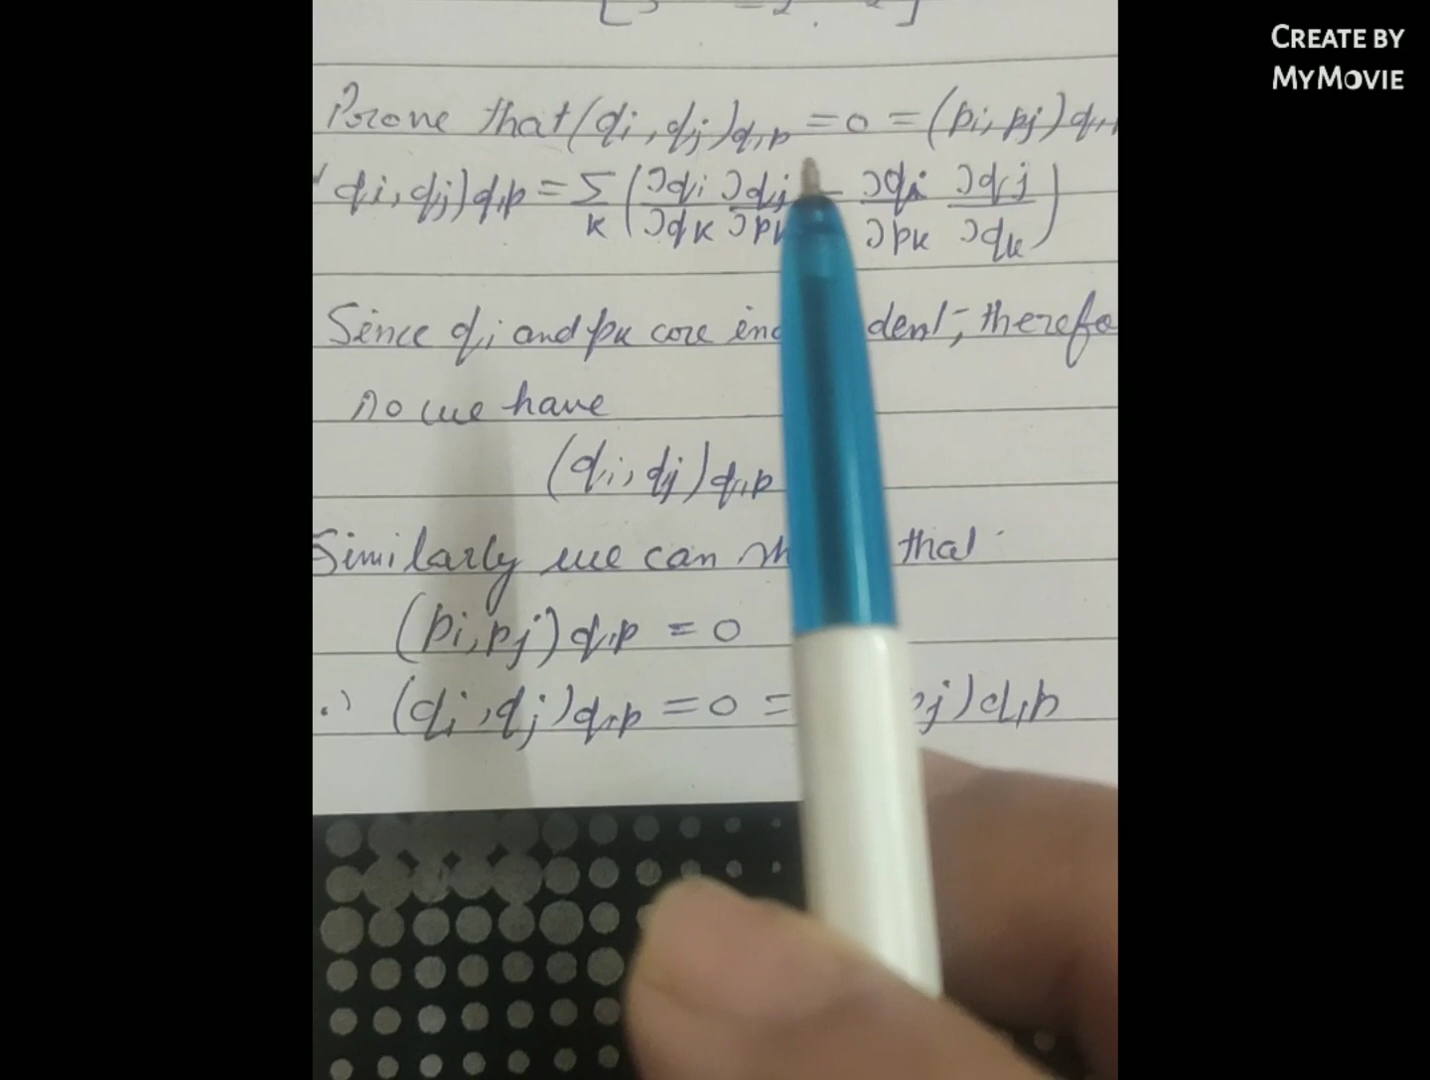 CREATE BY
MYMOVIE
Prove that (qi, qj)q,p = 0 = (pi, pj)q,
qi, qj)q,p = Σ_k (∂qi/∂qk ∂qj/∂pk - ∂qi/∂pk ∂qj/∂qk)
Since qi and pk are dent, therefo
so we have
(qi, qj)q,p
Similarly we can that
(pi, pj)q,p = 0
∴ (qi, qj)q,p = 0 = j)q,p